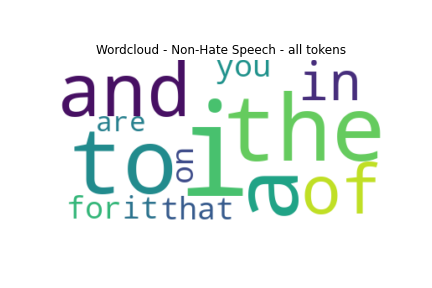 Wordcloud - Non-Hate Speech - all tokens
and you in
are to on i the
a of
for it that